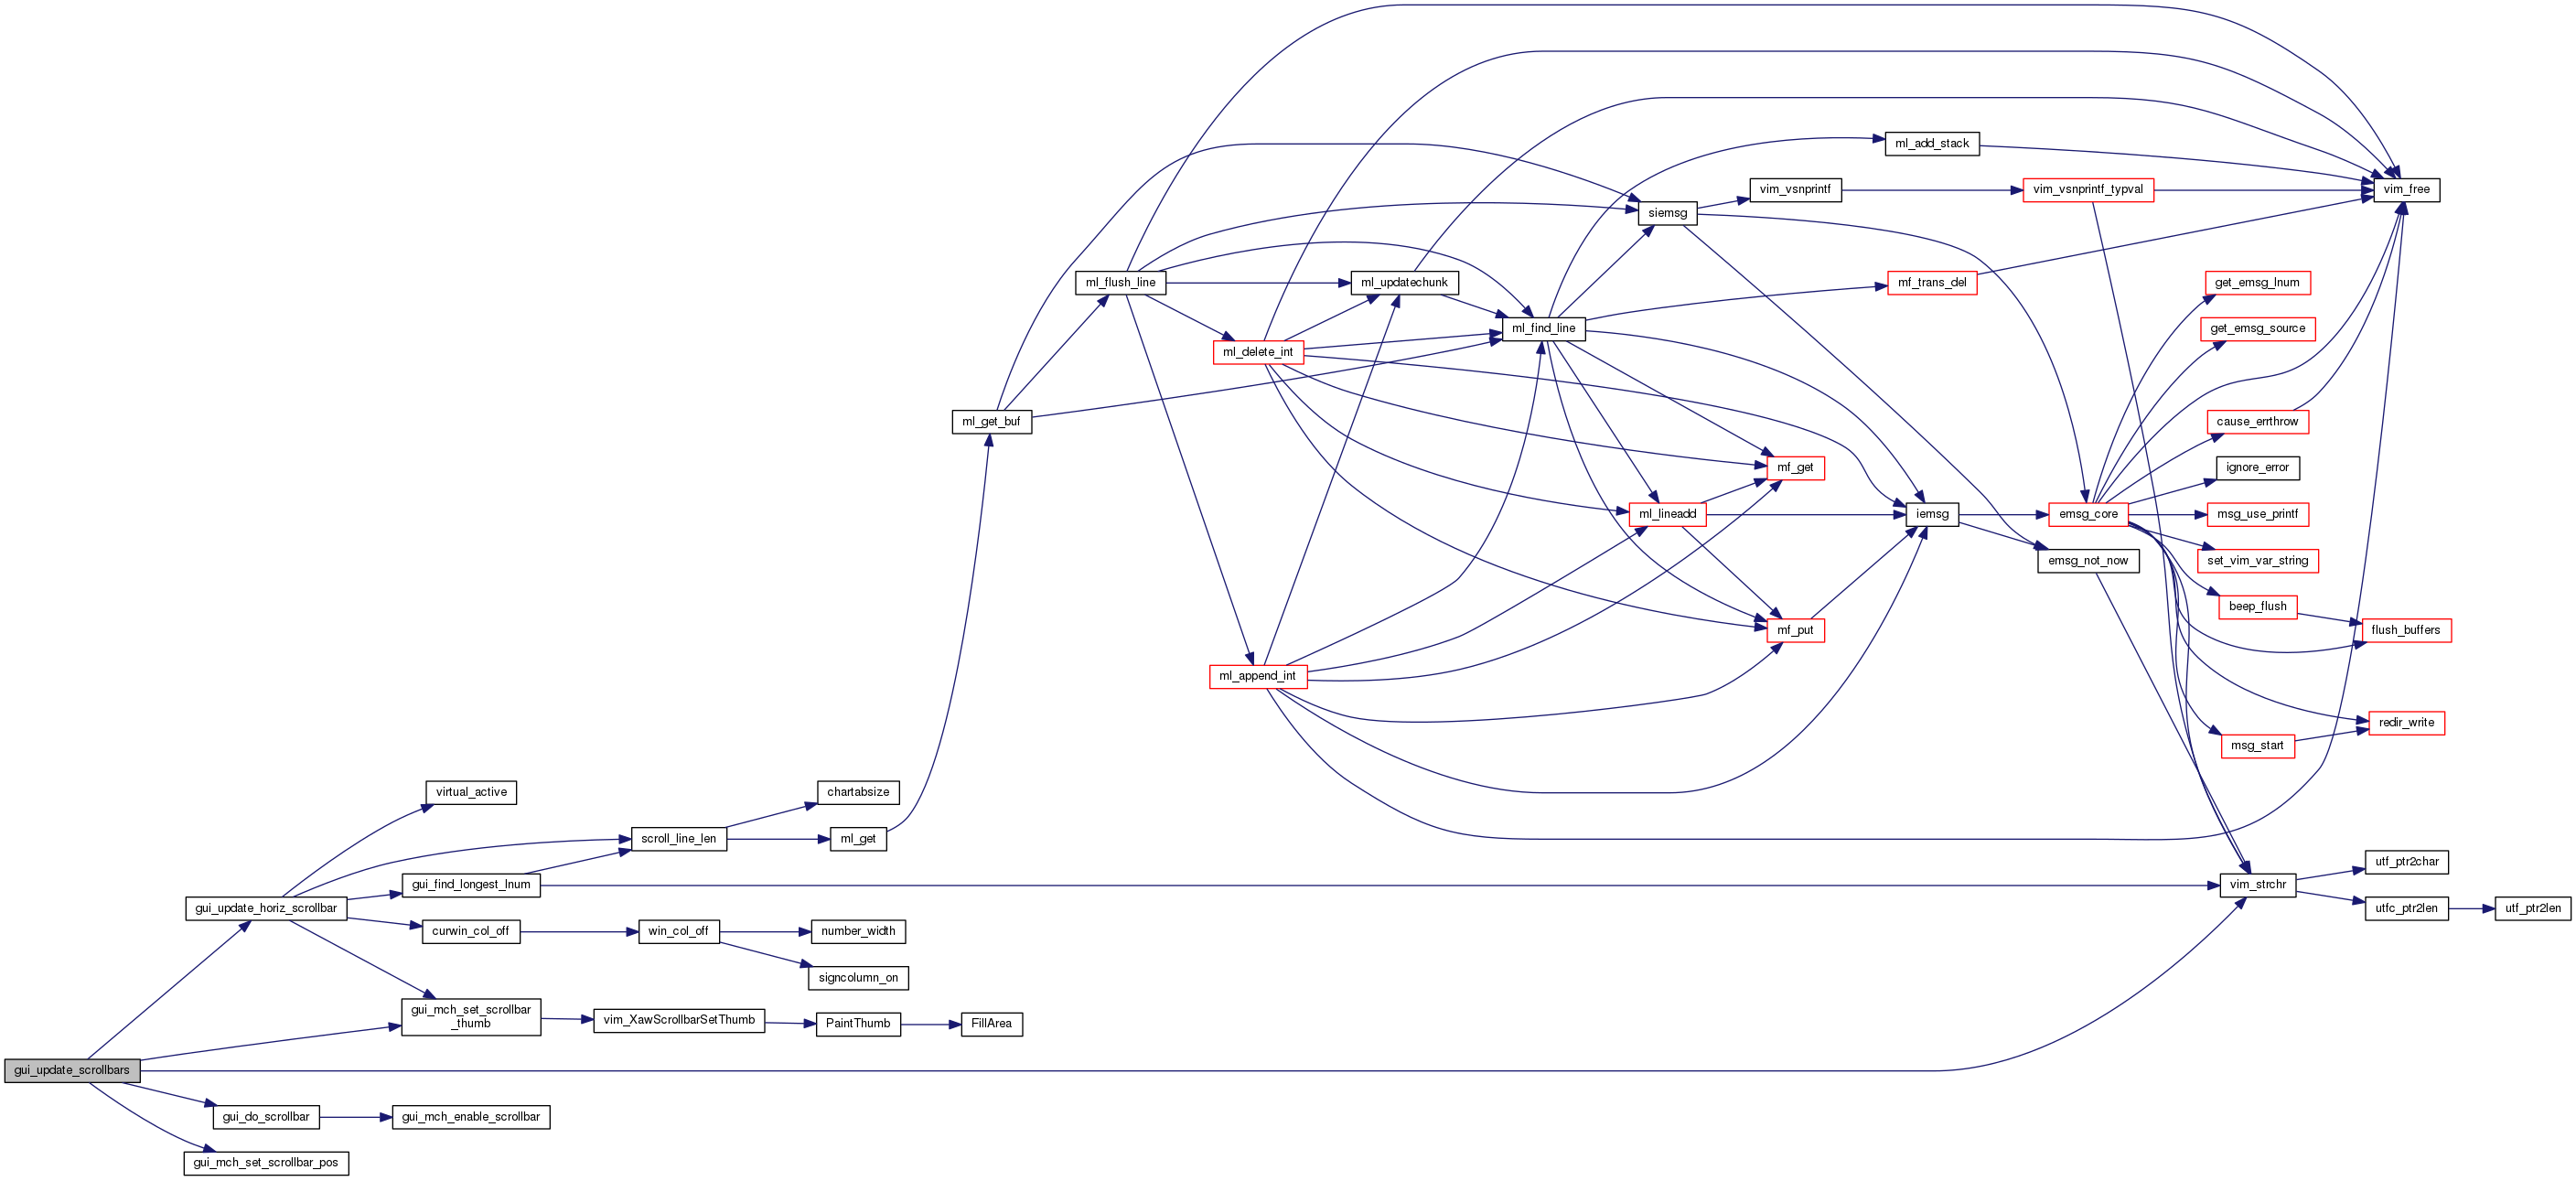 ml_add_stack
vim_vsnprintf
vim_vsnprintf_typval
vim_free
siemsg
ml_flush_line
ml_updatechunk
mf_trans_del
get_emsg_lnum
ml_find_line
get_emsg_source
ml_delete_int
ml_get_buf
cause_errthrow
mf_get
ignore_error
ml_lineadd
iemsg
emsg_core
msg_use_printf
emsg_not_now
set_vim_var_string
beep_flush
mf_put
flush_buffers
ml_append_int
redir_write
msg_start
virtual_active
chartabsize
scroll_line_len
ml_get
utf_ptr2char
gui_find_longest_lnum
vim_strchr
gui_update_horiz_scrollbar
utfc_ptr2len
utf_ptr2len
curwin_col_off
win_col_off
number_width
signcolumn_on
gui_mch_set_scrollbar
_thumb
vim_XawScrollbarSetThumb
PaintThumb
FillArea
gui_update_scrollbars
gui_do_scrollbar
gui_mch_enable_scrollbar
gui_mch_set_scrollbar_pos